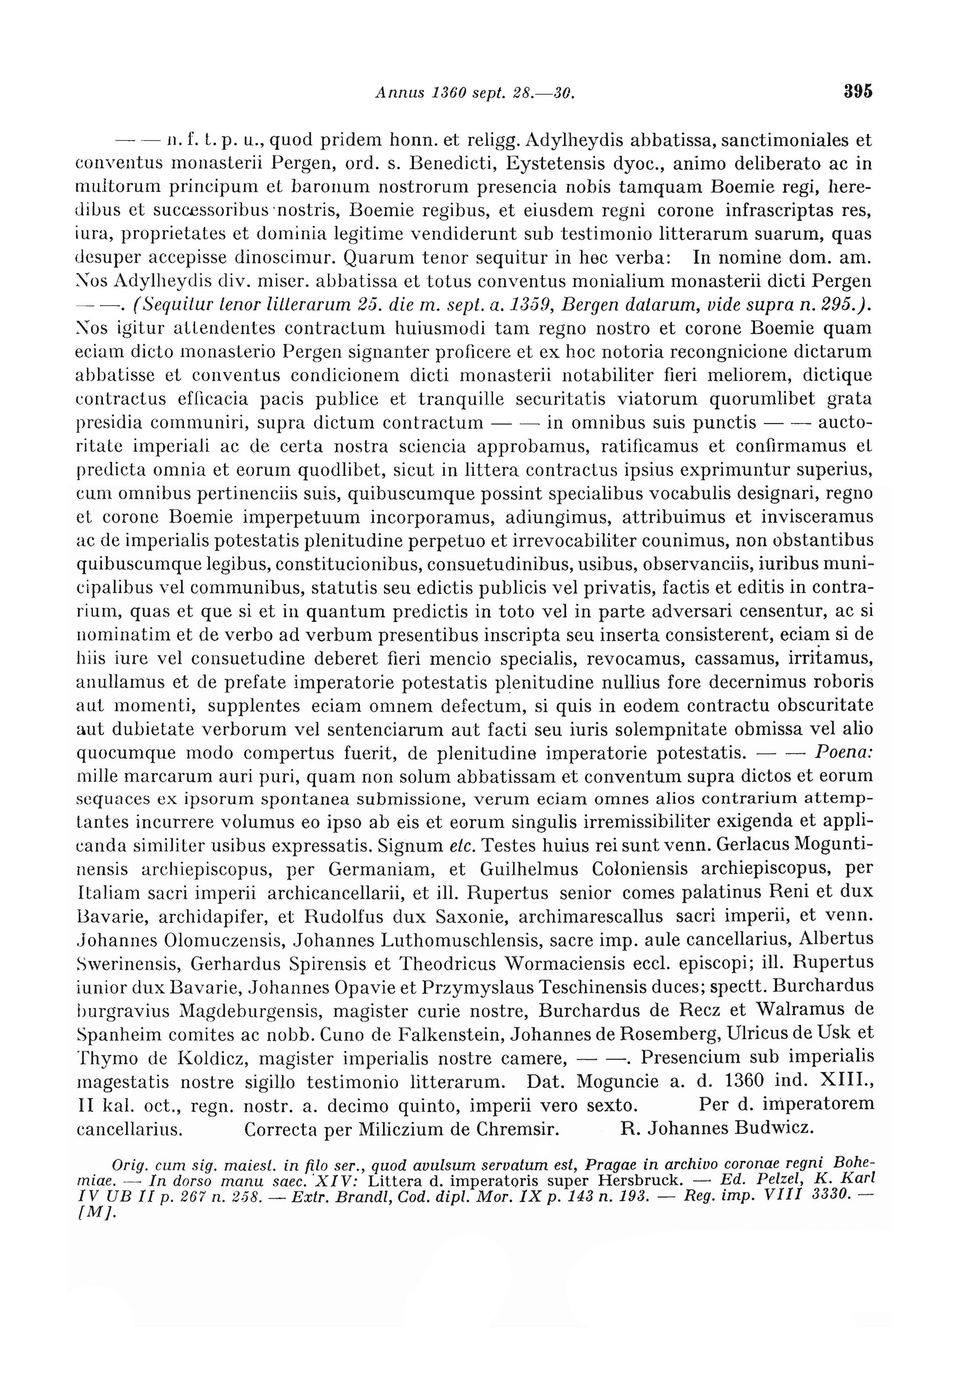 Annus 1360 sept. 28.—30. 395
— — n. f. t. p. u., quod pridem honn. et religg. Adylheydis abbatissa, sanctimoniales et
conventus monasterii Pergen, ord. s. Benedicti, Eystetensis dyoc., animo deliberato ac in
multorum principum et baronum nostrorum presencia nobis tamquam Boemie regi, here-
dibus et successoribus nostris, Boemie regibus, et eiusdem regni corone infrascriptas res,
iura, proprietates et dominia legitime vendiderunt sub testimonio litterarum suarum, quas
desuper accepisse dinoscimur. Quarum tenor sequitur in hec verba: In nomine dom. am.
Nos Adylheydis div. miser. abbatissa et totus conventus monialium monasterii dicti Pergen
— —. (Sequitur tenor litterarum 25. die m. sept. a. 1359, Bergen datarum, vide supra n. 295.).
Nos igitur attendentes contractum huiusmodi tam regno nostro et corone Boemie quam
eciam dicto monasterio Pergen signanter proficere et ex hoc notoria recongnicione dictarum
abbatisse et conventus condicionem dicti monasterii notabiliter fieri meliorem, dictique
contractus efficacia pacis publice et tranquille securitatis viatorum quorumlibet grata
presidia communiri, supra dictum contractum — — in omnibus suis punctis — — aucto-
ritate imperiali ac de certa nostra sciencia approbamus, ratificamus et confirmamus et
predicta omnia et eorum quodlibet, sicut in littera contractus ipsius exprimuntur superius,
cum omnibus pertinenciis suis, quibuscumque possint specialibus vocabulis designari, regno
et corone Boemie imperpetuum incorporamus, adiungimus, attribuimus et invisceramus
ac de imperialis potestatis plenitudine perpetuo et irrevocabiliter counimus, non obstantibus
quibuscumque legibus, constitucionibus, consuetudinibus, usibus, observanciis, iuribus muni-
cipalibus vel communibus, statutis seu edictis publicis vel privatis, factis et editis in contra-
rium, quas et que si et in quantum predictis in toto vel in parte adversari censentur, ac si
nominatim et de verbo ad verbum presentibus inscripta seu inserta consisterent, eciam si de
hiis iure vel consuetudine deberet fieri mencio specialis, revocamus, cassamus, irritamus,
anullamus et de prefate imperatorie potestatis plenitudine nullius fore decernimus roboris
aut momenti, supplentes eciam omnem defectum, si quis in eodem contractu obscuritate
aut dubietate verborum vel sentenciarum aut facti seu iuris solempnitate obmissa vel alio
quocumque modo compertus fuerit, de plenitudine imperatorie potestatis. — — Poena:
mille marcarum auri puri, quam non solum abbatissam et conventum supra dictos et eorum
sequaces ex ipsorum spontanea submissione, verum eciam omnes alios contrarium attemp-
tantes incurrere volumus eo ipso ab eis et eorum singulis irremissibiliter exigenda et appli-
canda similiter usibus expressatis. Signum etc. Testes huius rei sunt venn. Gerlacus Mogunti-
nensis archiepiscopus, per Germaniam, et Guilhelmus Coloniensis archiepiscopus, per
Italiam sacri imperii archicancellarii, et ill. Rupertus senior comes palatinus Reni et dux
Bavarie, archidapifer, et Rudolfus dux Saxonie, archimarescallus sacri imperii, et venn.
Johannes Olomuczensis, Johannes Luthomuschlensis, sacre imp. aule cancellarius, Albertus
Swerinensis, Gerhardus Spirensis et Theodricus Wormaciensis eccl. episcopi; ill. Rupertus
iunior dux Bavarie, Johannes Opavie et Przymyslaus Teschinensis duces; spectt. Burchardus
burgravius Magdeburgensis, magister curie nostre, Burchardus de Recz et Walramus de
Spanheim comites ac nobb. Cuno de Falkenstein, Johannes de Rosemberg, Ulricus de Usk et
Thymo de Koldicz, magister imperialis nostre camere, — —. Presencium sub imperialis
magestatis nostre sigillo testimonio litterarum. Dat. Moguncie a. d. 1360 ind. XIII.,
II kal. oct., regn. nostr. a. decimo quinto, imperii vero sexto. Per d. imperatorem
cancellarius. Correcta per Miliczium de Chremsir. R. Johannes Budwicz.
Orig. cum sig. maiest. in filo ser., quod avulsum servatum est, Pragae in archivo coronae regni Bohe-
miae. — In dorso manu saec. XIV: Littera d. imperatoris super Hersbruck. — Ed. Pelzel, K. Karl
IV UB II p. 267 n. 258. — Extr. Brandl, Cod. dipl. Mor. IX p. 143 n. 193. — Reg. imp. VIII 3330. —
[M].